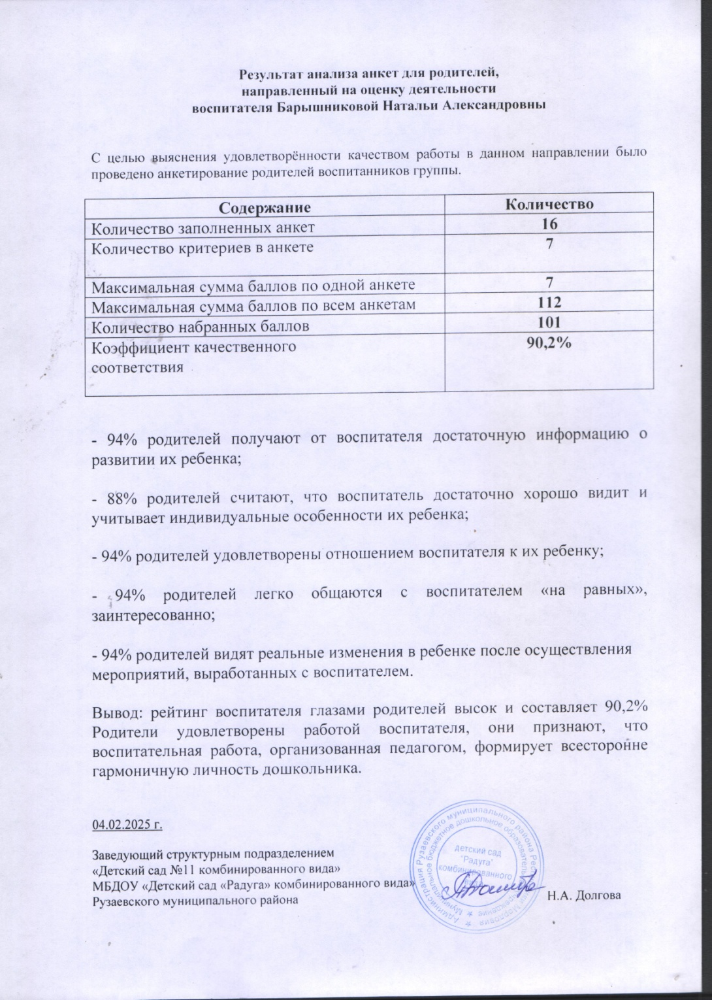 Результат анализа анкет для родителей,
направленный на оценку деятельности
воспитателя Барышниковой Натальи Александровны
С целью выяснения удовлетворённости качеством работы в данном направлении было
проведено анкетирование родителей воспитанников группы.
Содержание Количество
Количество заполненных анкет 16
Количество критериев в анкете 7
Максимальная сумма баллов по одной анкете 7
Максимальная сумма баллов по всем анкетам 112
Количество набранных баллов 101
Коэффициент качественного 90,2%
соответствия
- 94% родителей получают от воспитателя достаточную информацию о
развитии их ребенка;
- 88% родителей считают, что воспитатель достаточно хорошо видит и
учитывает индивидуальные особенности их ребенка;
- 94% родителей удовлетворены отношением воспитателя к их ребенку;
- 94% родителей легко общаются с воспитателем «на равных»,
заинтересованно;
- 94% родителей видят реальные изменения в ребенке после осуществления
мероприятий, выработанных с воспитателем.
Вывод: рейтинг воспитателя глазами родителей высок и составляет 90,2%
Родители удовлетворены работой воспитателя, они признают, что
воспитательная работа, организованная педагогом, формирует всесторонне
гармоничную личность дошкольника.
04.02.2025 г.
Заведующий структурным подразделением
«Детский сад №11 комбинированного вида»
МБДОУ «Детский сад «Радуга» комбинированного вида»
Рузаевского муниципального района
Н.А. Долгова
Администрация Рузаевского муниципального района Республики Мордовия
Муниципальное бюджетное дошкольное образовательное учреждение
детский сад
"Радуга"
комбинированного
вида